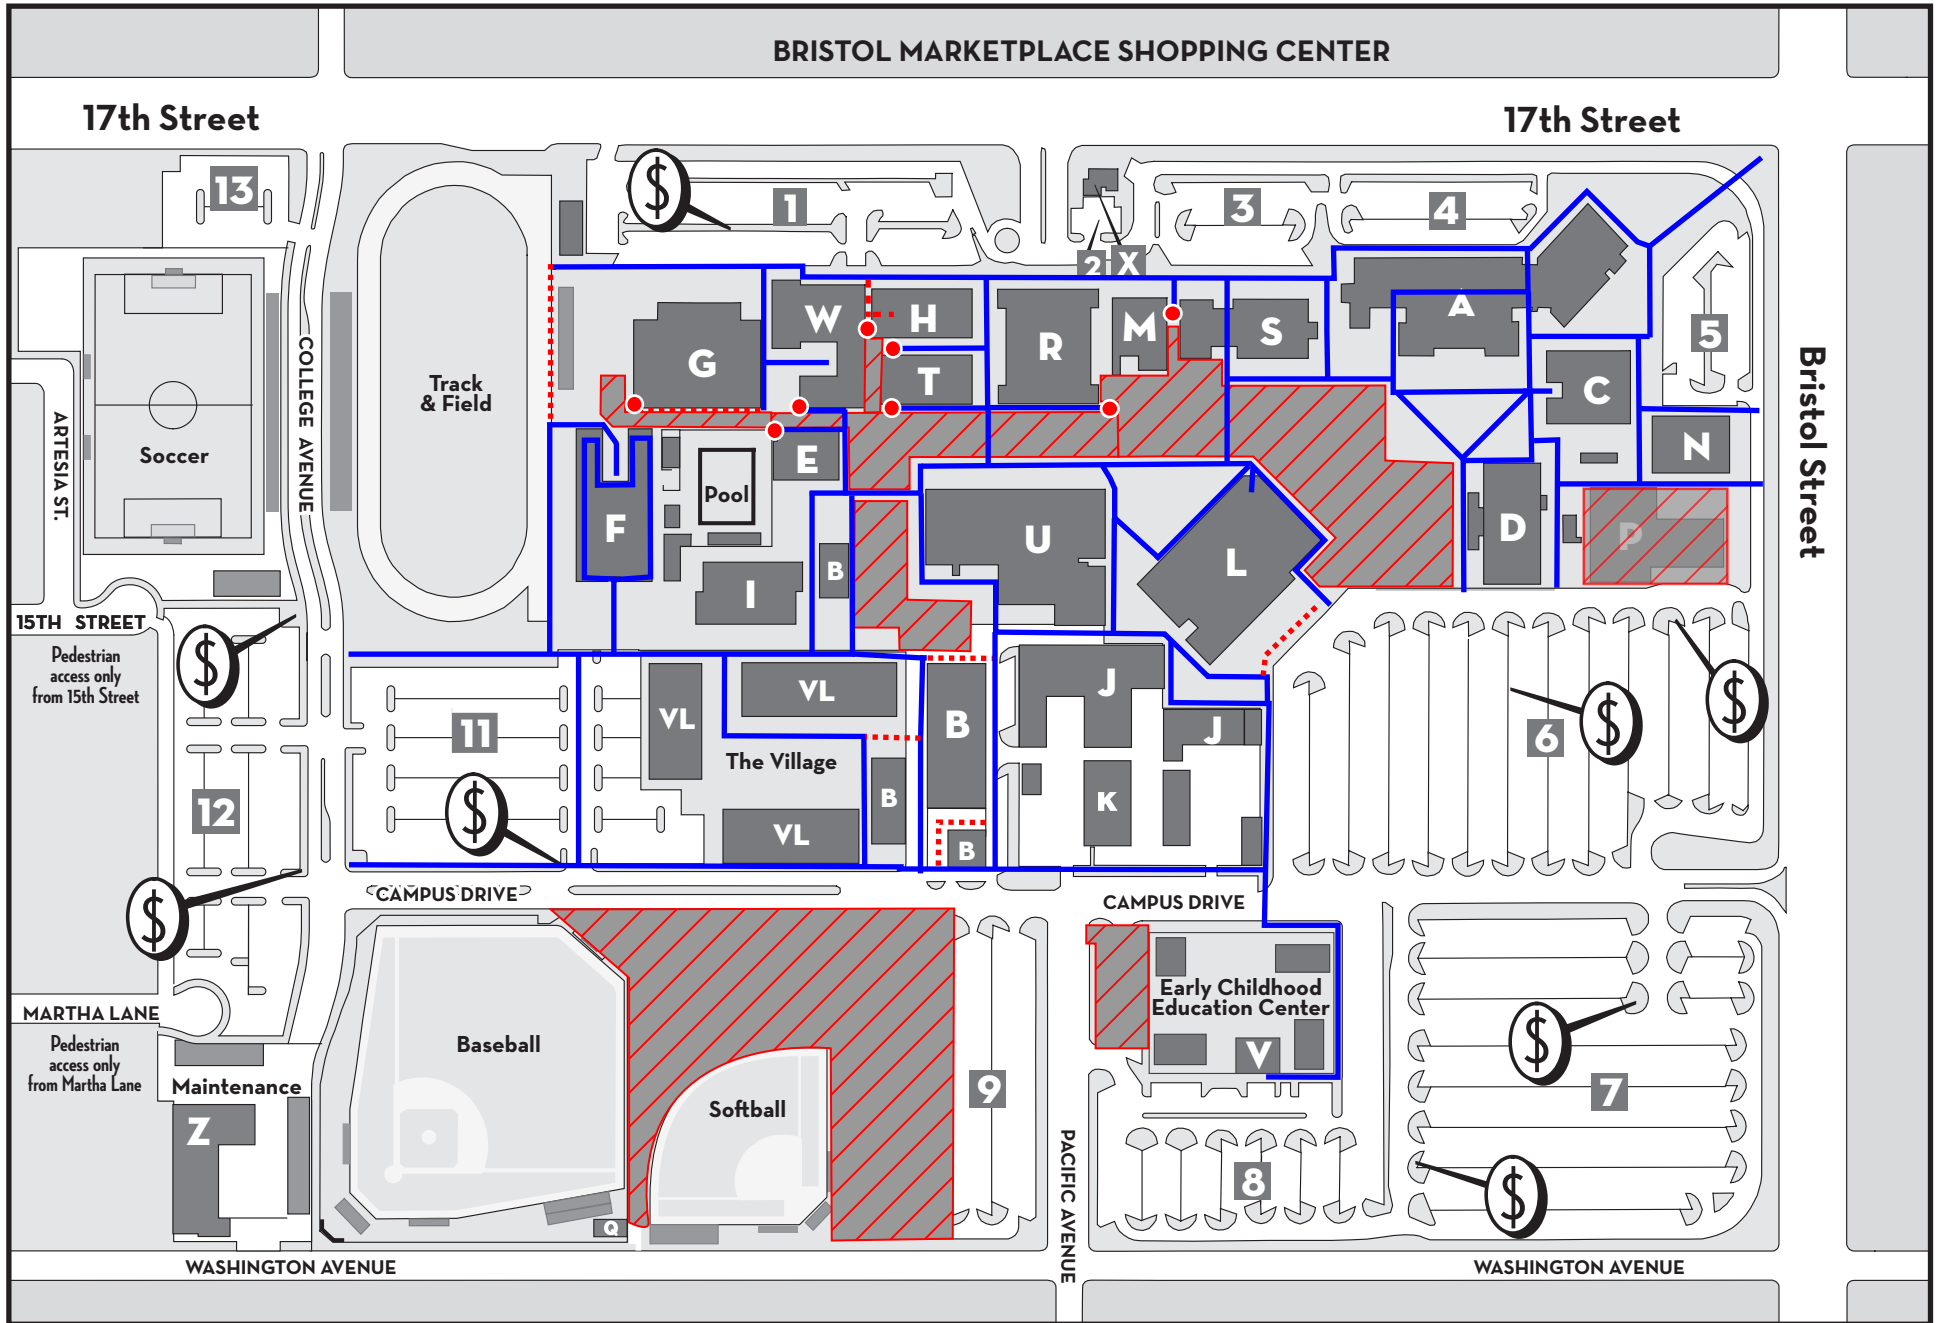 BRISTOL MARKETPLACE SHOPPING CENTER
17th Street
17th Street
13
$
1
3
4
2
X
5
W
H
M
S
A
G
T
R
C
N
Track
& Field
COLLEGE AVENUE
ARTESIA ST.
Soccer
Bristol Street
E
Pool
F
U
D
P
L
B
I
15TH STREET
Pedestrian
access only
from 15th Street
$
VL
VL
J
J
B
11
The Village
6
$
$
12
$
VL
B
K
B
$
CAMPUS DRIVE
CAMPUS DRIVE
MARTHA LANE
Pedestrian
access only
from Martha Lane
Baseball
Early Childhood
Education Center
V
$
Maintenance
Z
Softball
9
7
8
$
Q
PACIFIC AVENUE
WASHINGTON AVENUE
WASHINGTON AVENUE